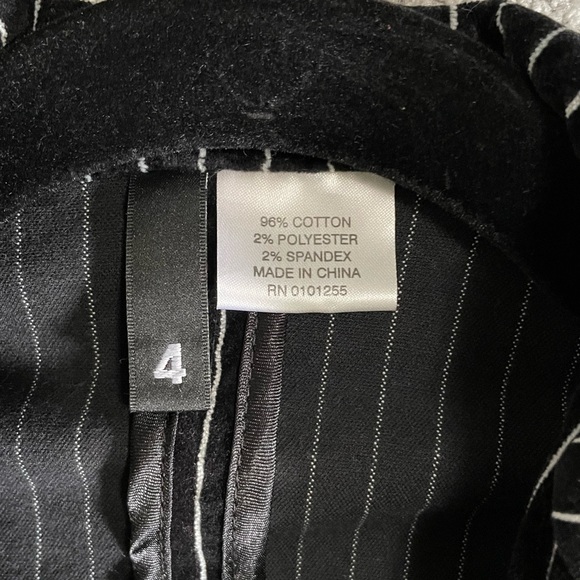 96% COTTON
2% POLYESTER
2% SPANDEX
MADE IN CHINA
RN 0101255
4